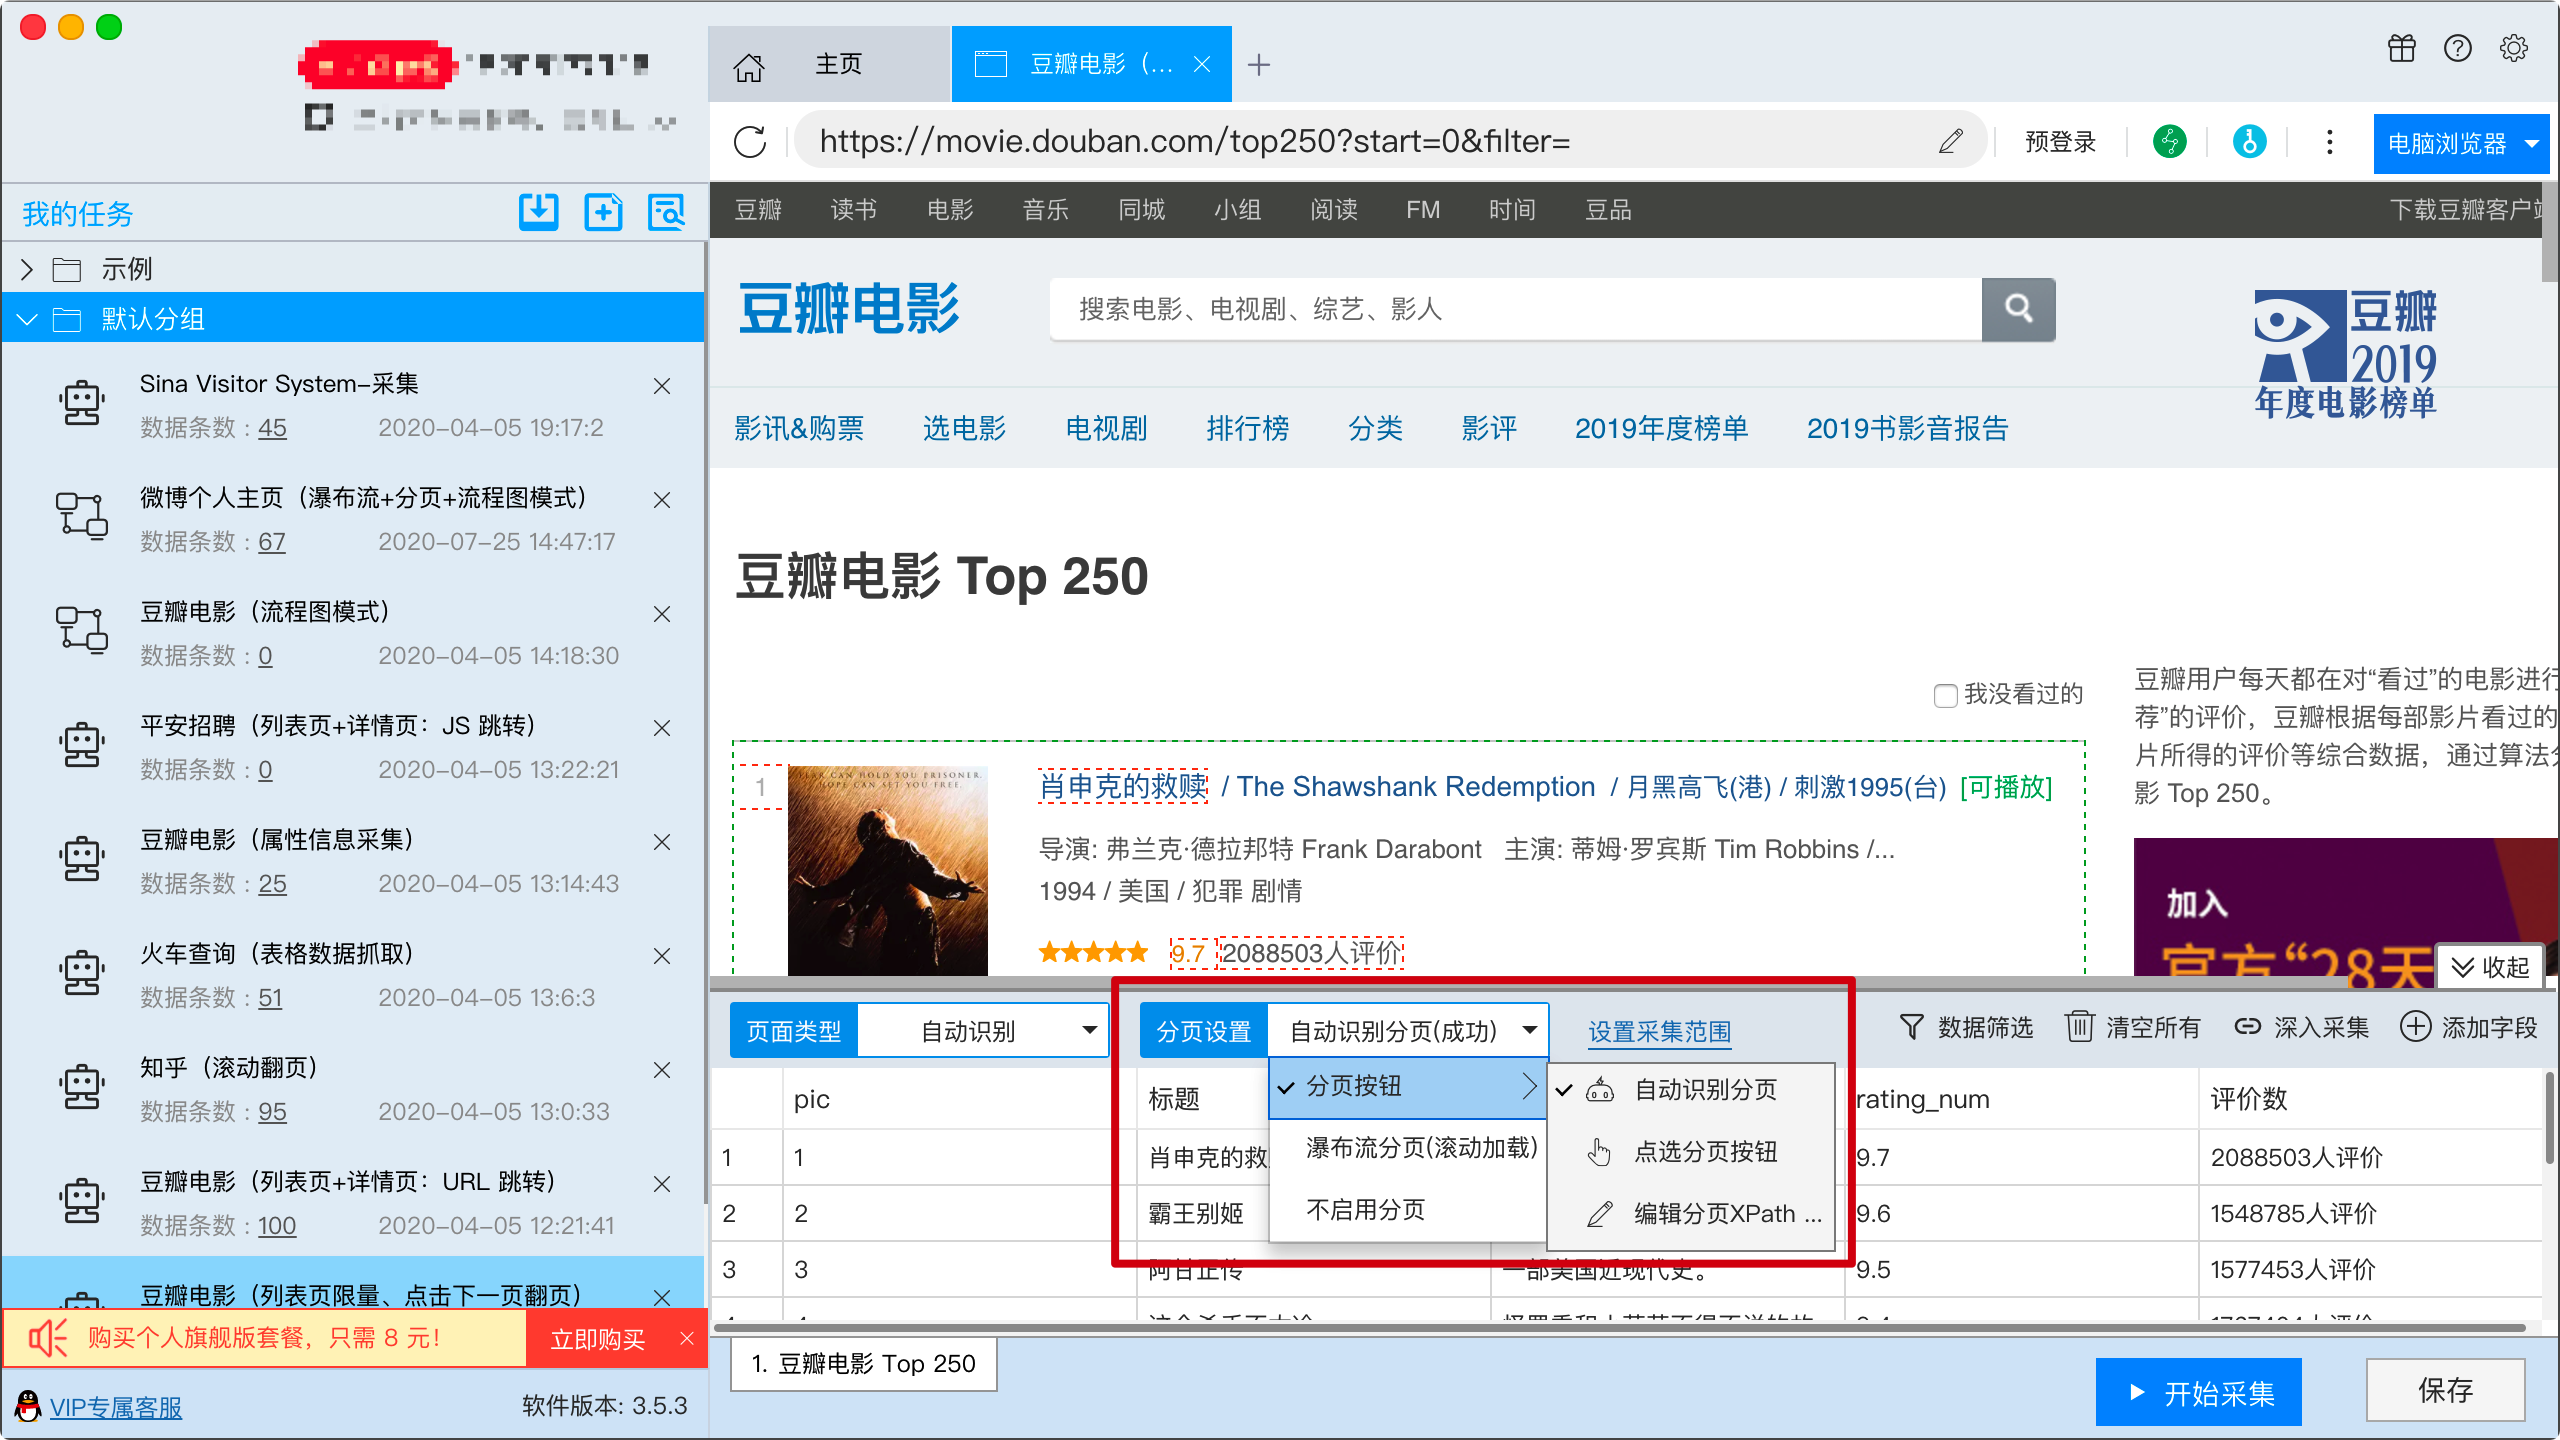 主页
豆瓣电影（...
https://movie.douban.com/top250?start=0&filter=
预登录
电脑浏览器
我的任务
示例
默认分组
Sina Visitor System-采集
数据条数：45 2020-04-05 19:17:2
微博个人主页（瀑布流+分页+流程图模式）
数据条数：67 2020-07-25 14:47:17
豆瓣电影（流程图模式）
数据条数：0 2020-04-05 14:18:30
平安招聘（列表页+详情页：JS 跳转）
数据条数：0 2020-04-05 13:22:21
豆瓣电影（属性信息采集）
数据条数：25 2020-04-05 13:14:43
火车查询（表格数据抓取）
数据条数：51 2020-04-05 13:6:3
知乎（滚动翻页）
数据条数：95 2020-04-05 13:0:33
豆瓣电影（列表页+详情页：URL 跳转）
数据条数：100 2020-04-05 12:21:41
豆瓣电影（列表页限量、点击下一页翻页）
购买个人旗舰版套餐，只需 8 元！
立即购买
VIP专属客服
软件版本: 3.5.3
豆瓣 读书 电影 音乐 同城 小组 阅读 FM 时间 豆品
下载豆瓣客户
豆瓣电影
搜索电影、电视剧、综艺、影人
豆瓣
2019
年度电影榜单
影讯&购票 选电影 电视剧 排行榜 分类 影评 2019年度榜单 2019书影音报告
豆瓣电影 Top 250
我没看过的
豆瓣用户每天都在对“看过”的电影进行
荐”的评价，豆瓣根据每部影片看过的
片所得的评价等综合数据，通过算法分
影 Top 250。
1
FEAR CAN HOLD YOU PRISONER.
HOPE CAN SET YOU FREE.
肖申克的救赎 / The Shawshank Redemption / 月黑高飞(港) / 刺激1995(台) [可播放]
导演: 弗兰克·德拉邦特 Frank Darabont 主演: 蒂姆·罗宾斯 Tim Robbins /...
1994 / 美国 / 犯罪 剧情
9.7 2088503人评价
加入
官方“28天
收起
页面类型 自动识别
分页设置 自动识别分页(成功)
设置采集范围
数据筛选 清空所有 深入采集 添加字段
分页按钮
瀑布流分页(滚动加载)
不启用分页
自动识别分页
点选分页按钮
编辑分页XPath ...
pic 标题 rating_num 评价数
1 1 肖申克的救 9.7 2088503人评价
2 2 霸王别姬 9.6 1548785人评价
3 3 阿甘正传 一部美国近现代史。 9.5 1577453人评价
1. 豆瓣电影 Top 250
开始采集
保存